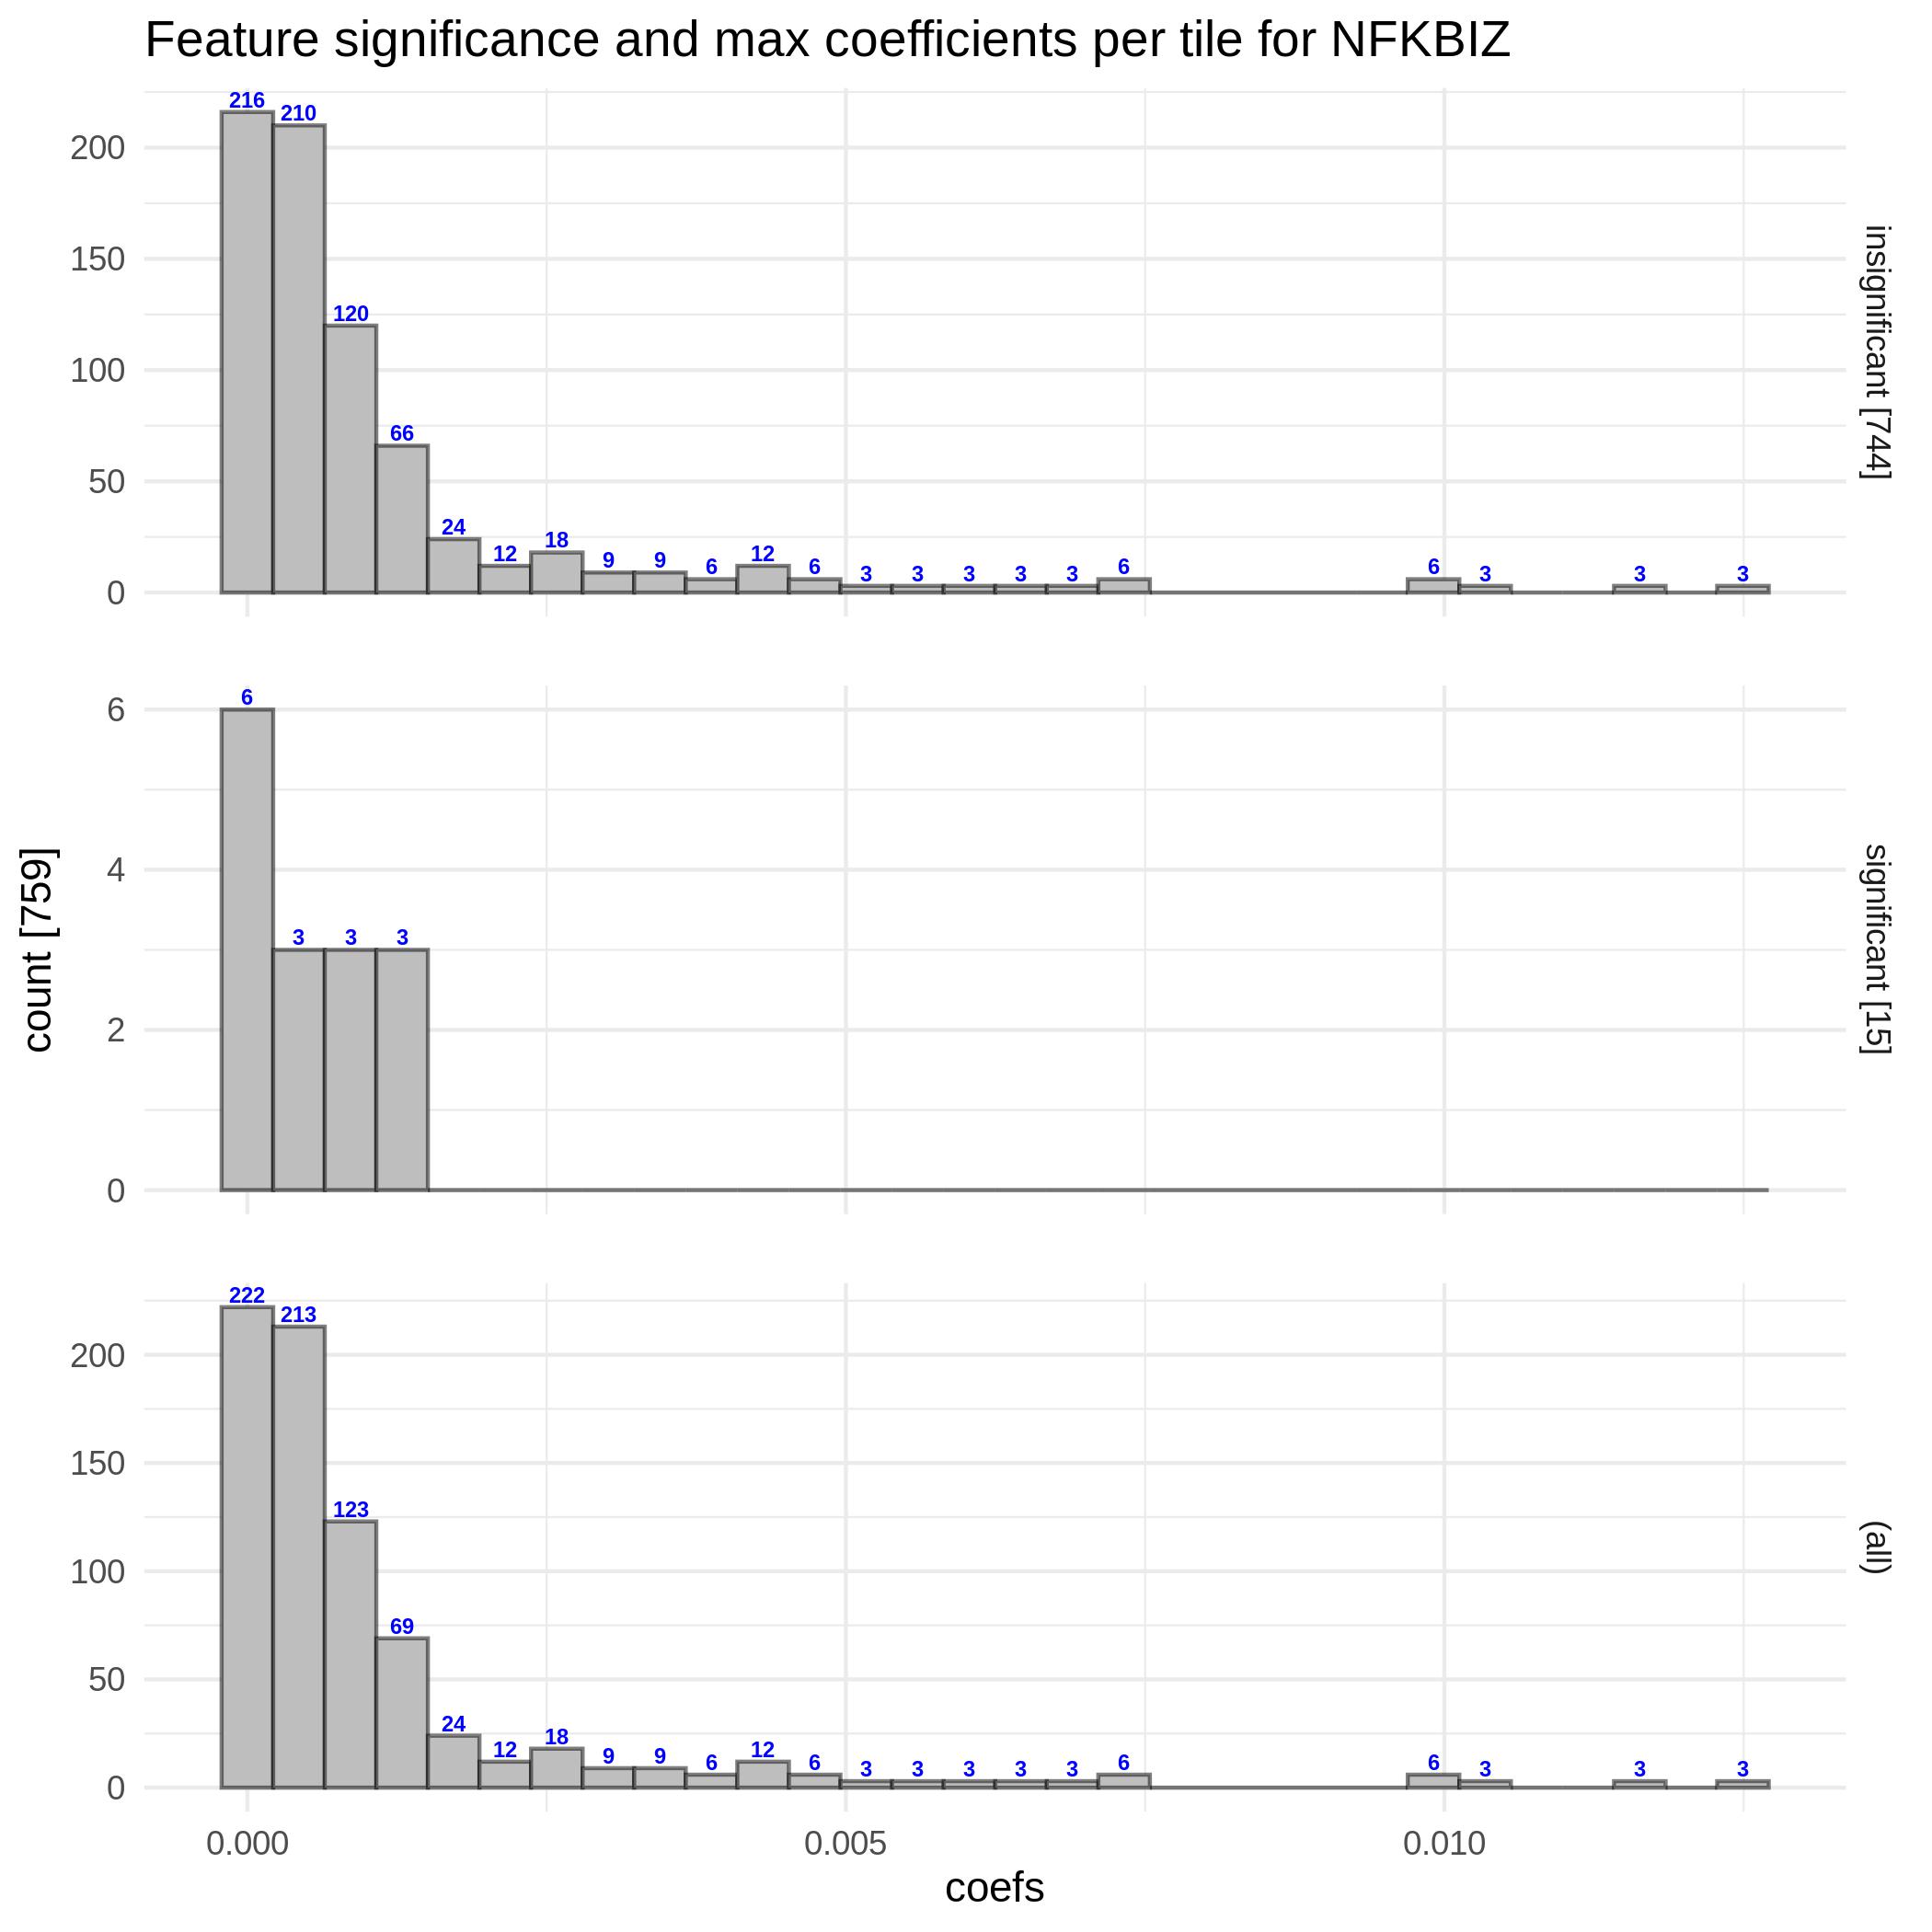 Feature significance and max coefficients per tile for NFKBIZ
216 210 120 66 24 12 18 9 9 6 12 6 3 3 3 3 3 6 6 3 3 3
200
150
100
50
0
insignificant [744]
6 3 3 3
6
4
2
0
significant [15]
count [759]
222 213 123 69 24 12 18 9 9 6 12 6 3 3 3 3 3 6 6 3 3 3
200
150
100
50
0
(all)
0.000 0.005 0.010
coefs